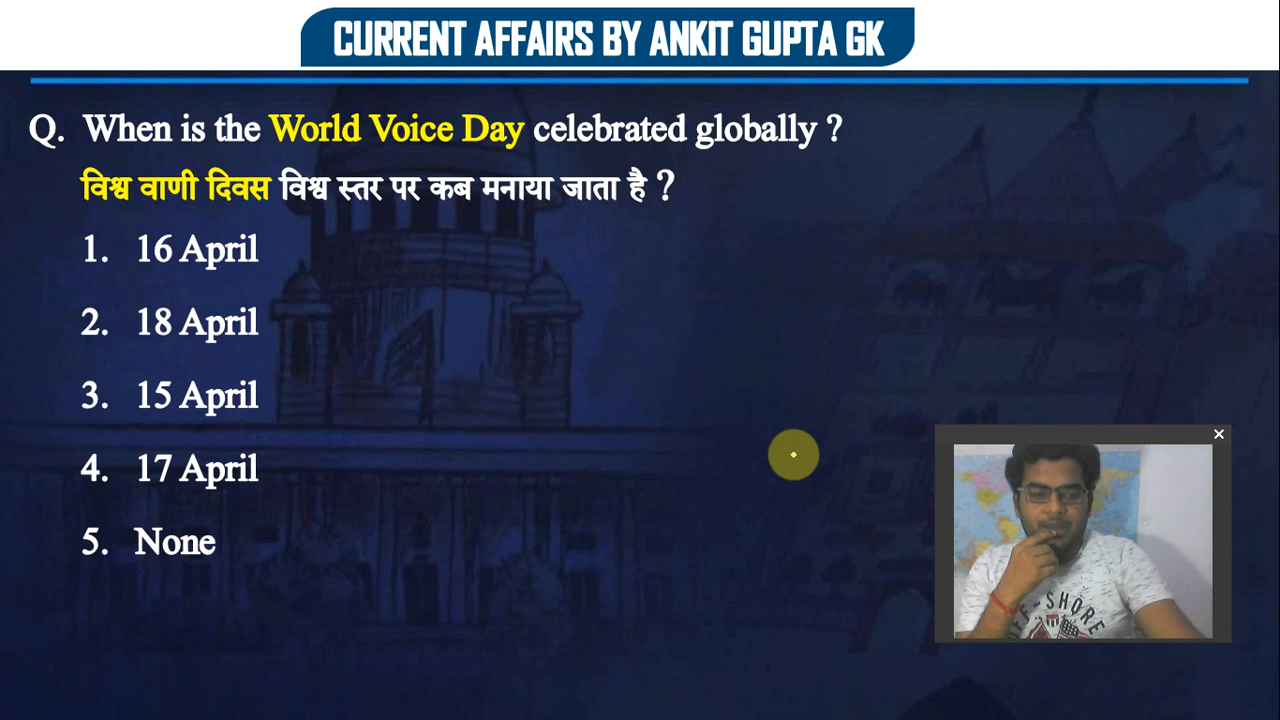 CURRENT AFFAIRS BY ANKIT GUPTA GK
Q. When is the World Voice Day celebrated globally ?
विश्व वाणी दिवस विश्व स्तर पर कब मनाया जाता है ?
1. 16 April
2. 18 April
3. 15 April
4. 17 April
5. None
SHORE